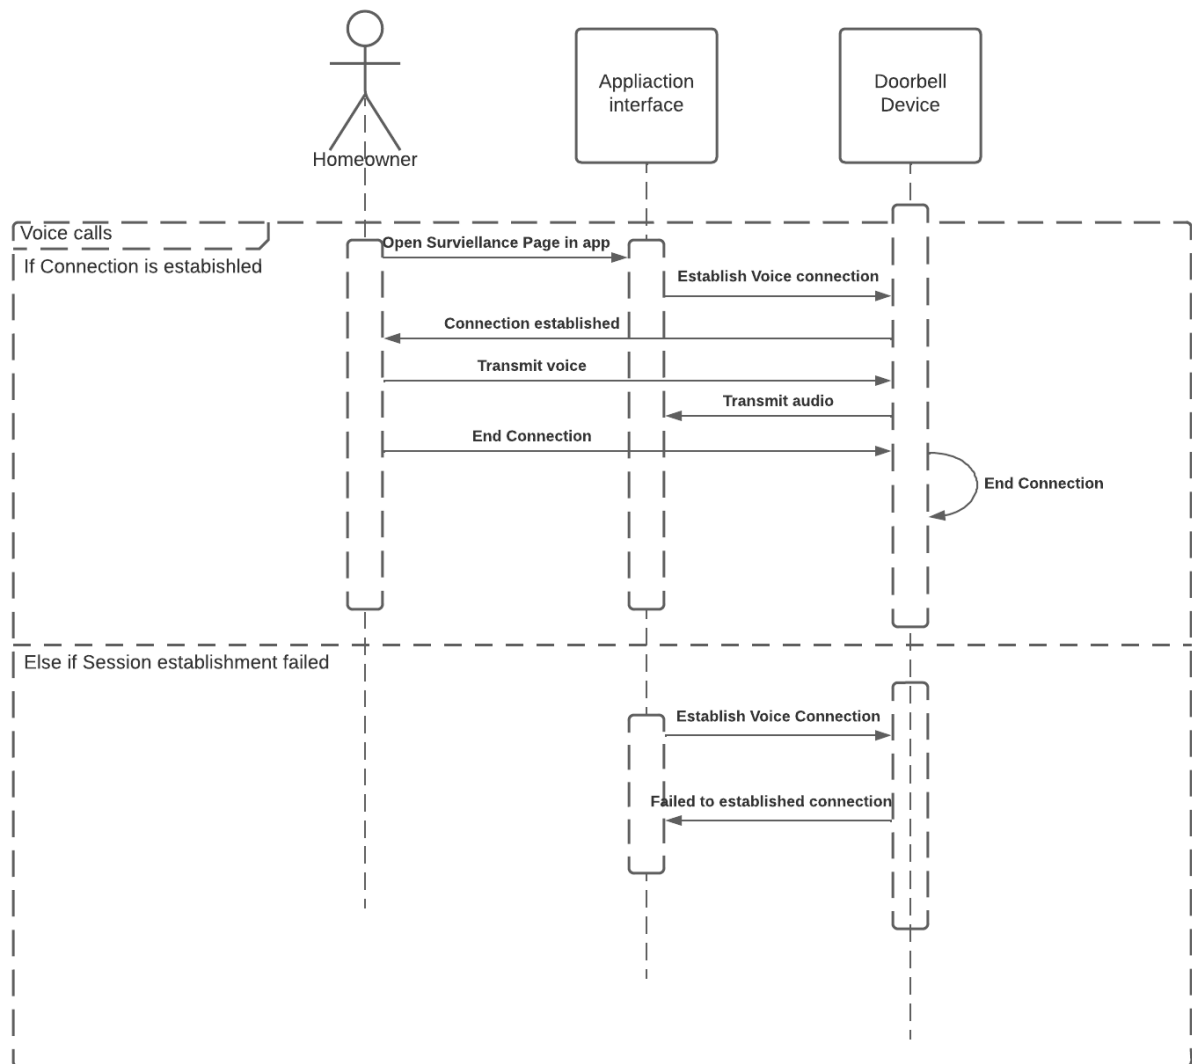 Homeowner
Appliaction
interface
Doorbell
Device
Voice calls
If Connection is estabishled
Open Surviellance Page in app
Establish Voice connection
Connection established
Transmit voice
Transmit audio
End Connection
End Connection
Else if Session establishment failed
Establish Voice Connection
Failed to established connection